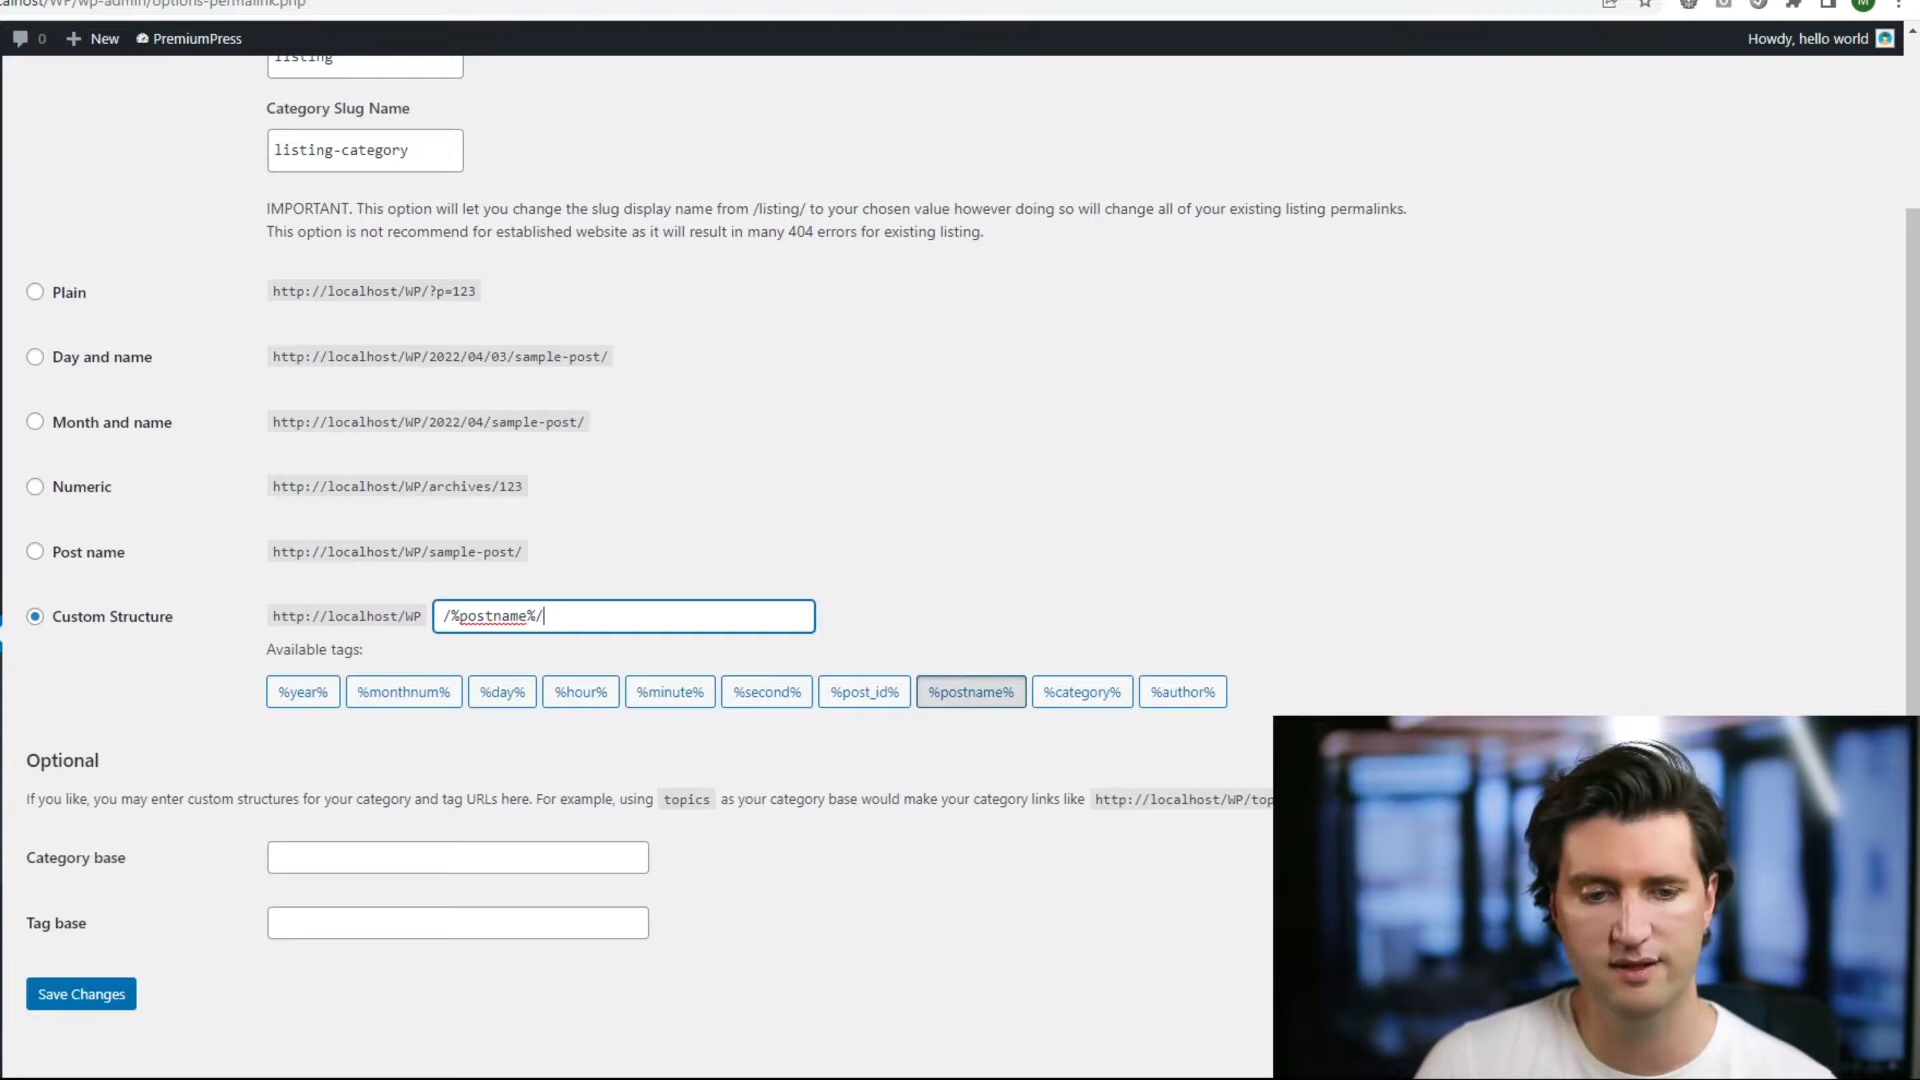 alhost/WP/wp-admin/options-permalink.php
M
0 New PremiumPress Howdy, hello world
listing
Category Slug Name
listing-category
IMPORTANT. This option will let you change the slug display name from /listing/ to your chosen value however doing so will change all of your existing listing permalinks.
This option is not recommend for established website as it will result in many 404 errors for existing listing.
Plain http://localhost/WP/?p=123
Day and name http://localhost/WP/2022/04/03/sample-post/
Month and name http://localhost/WP/2022/04/sample-post/
Numeric http://localhost/WP/archives/123
Post name http://localhost/WP/sample-post/
Custom Structure http://localhost/WP /%postname%/
Available tags:
%year% %monthnum% %day% %hour% %minute% %second% %post_id% %postname% %category% %author%
Optional
If you like, you may enter custom structures for your category and tag URLs here. For example, using topics as your category base would make your category links like http://localhost/WP/top
Category base
Tag base
Save Changes